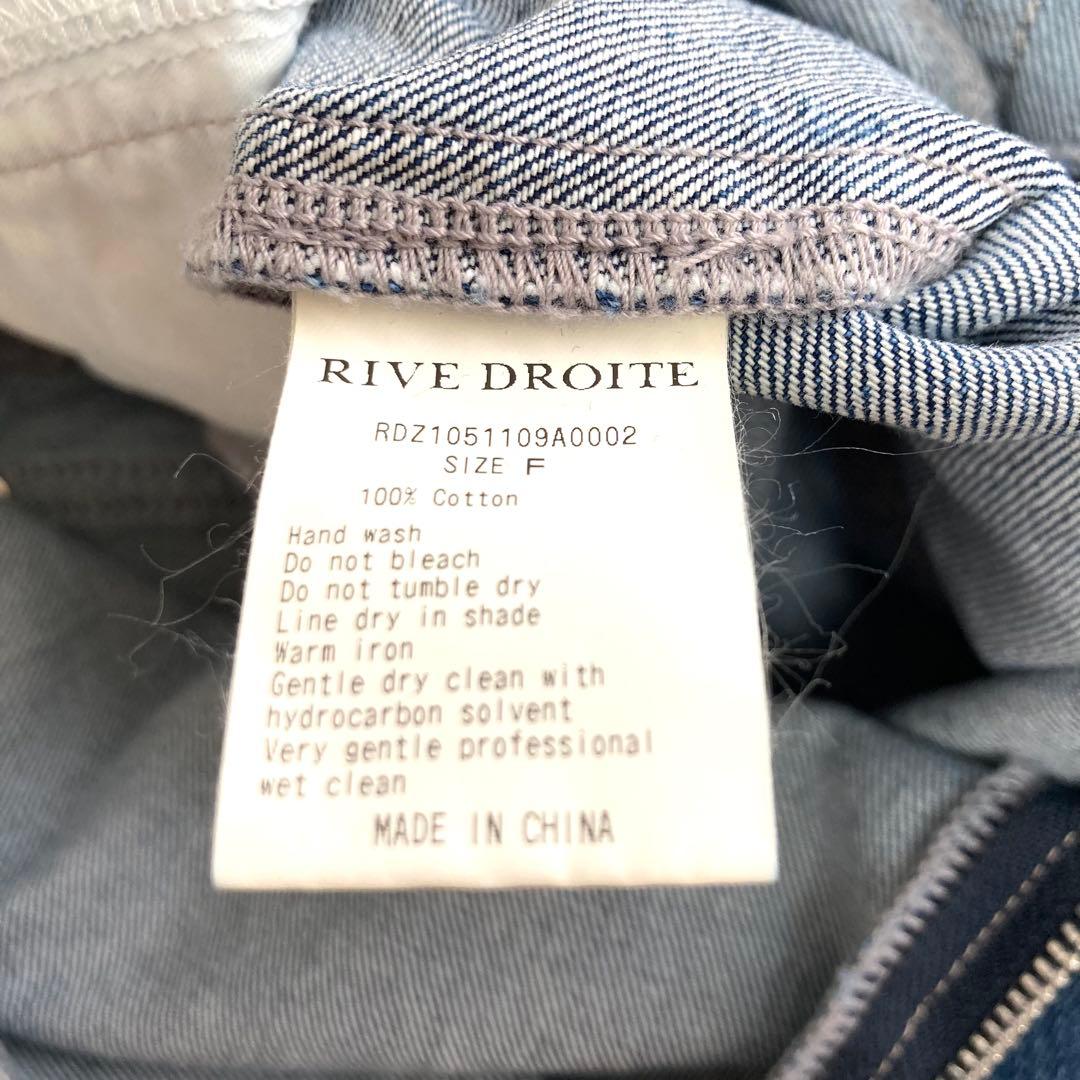 RIVE DROITE
RDZ1051109A0002
SIZE F
100% Cotton
Hand wash
Do not bleach
Do not tumble dry
Line dry in shade
Warm iron
Gentle dry clean with
hydrocarbon solvent
Very gentle professional
wet clean
MADE IN CHINA